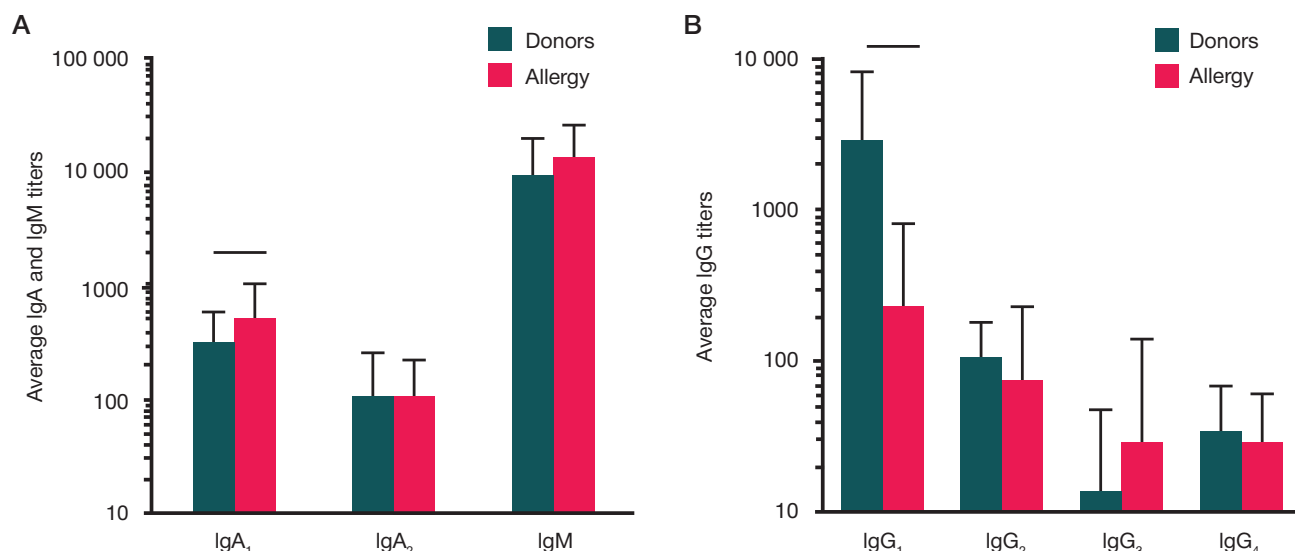 A
Donors
Allergy
Average IgA and IgM titers
100 000
10 000
1000
100
10
IgA₁
IgA₂
IgM
B
Donors
Allergy
Average IgG titers
10 000
1000
100
10
IgG₁
IgG₂
IgG₃
IgG₄